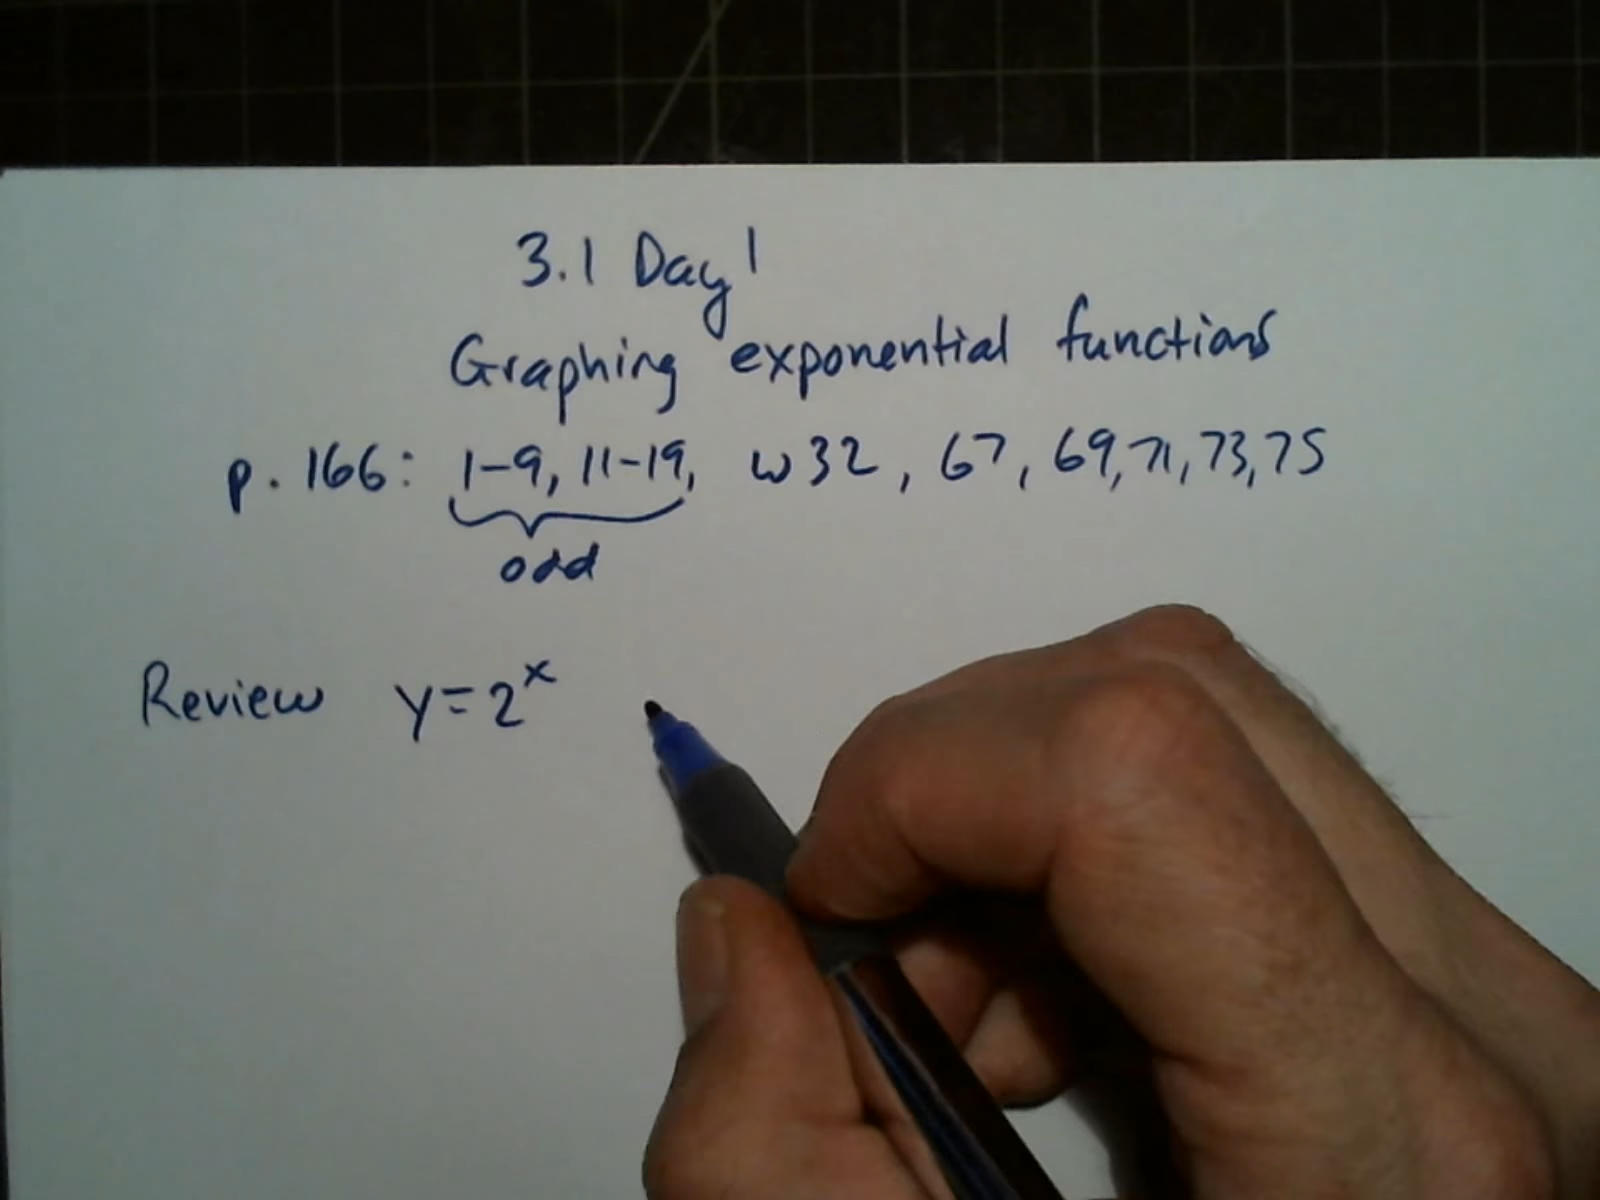 3.1 Day 1
Graphing exponential functions
p. 166: 1-9, 11-19, w32, 67, 69, 71, 73, 75
odd
Review y=2^x